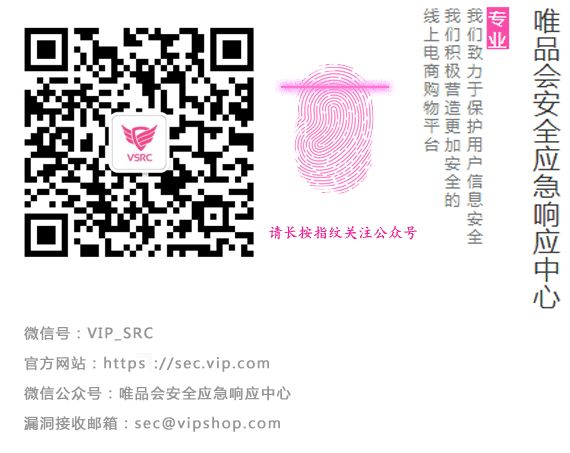 唯品会安全应急响应中心
专业
我们致力于保护用户信息安全
我们积极营造更加安全的
线上电商购物平台
VSRC
请长按指纹关注公众号
微信号：VIP_SRC
官方网站：https ://sec.vip.com
微信公众号：唯品会安全应急响应中心
漏洞接收邮箱：sec@vipshop.com